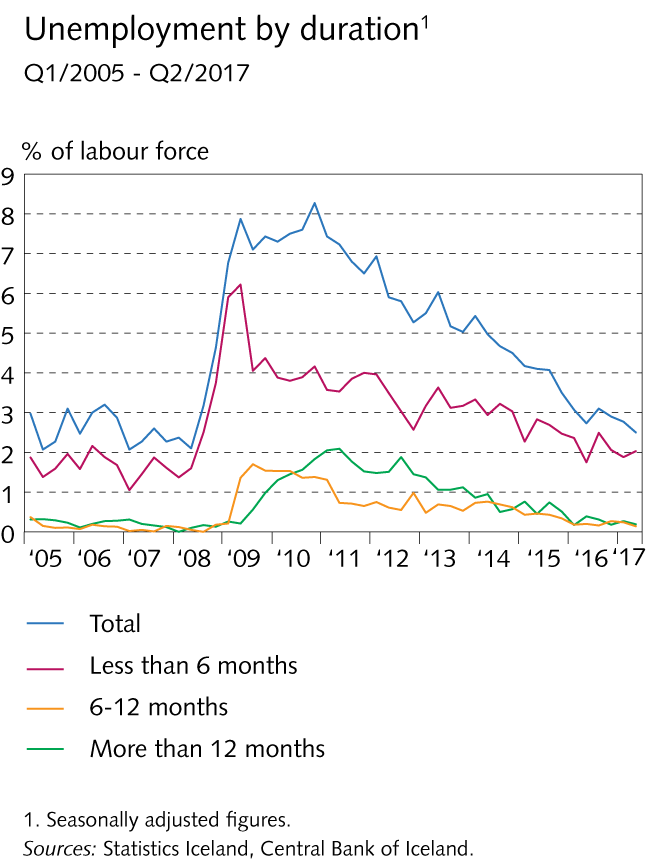 Unemployment by duration¹
Q1/2005 - Q2/2017
% of labour force
9
8
7
6
5
4
3
2
1
0
‘05 ‘06 ‘07 ‘08 ‘09 ‘10 ‘11 ‘12 ‘13 ‘14 ‘15 ‘16 ‘17
Total
Less than 6 months
6-12 months
More than 12 months
1. Seasonally adjusted figures.
Sources: Statistics Iceland, Central Bank of Iceland.